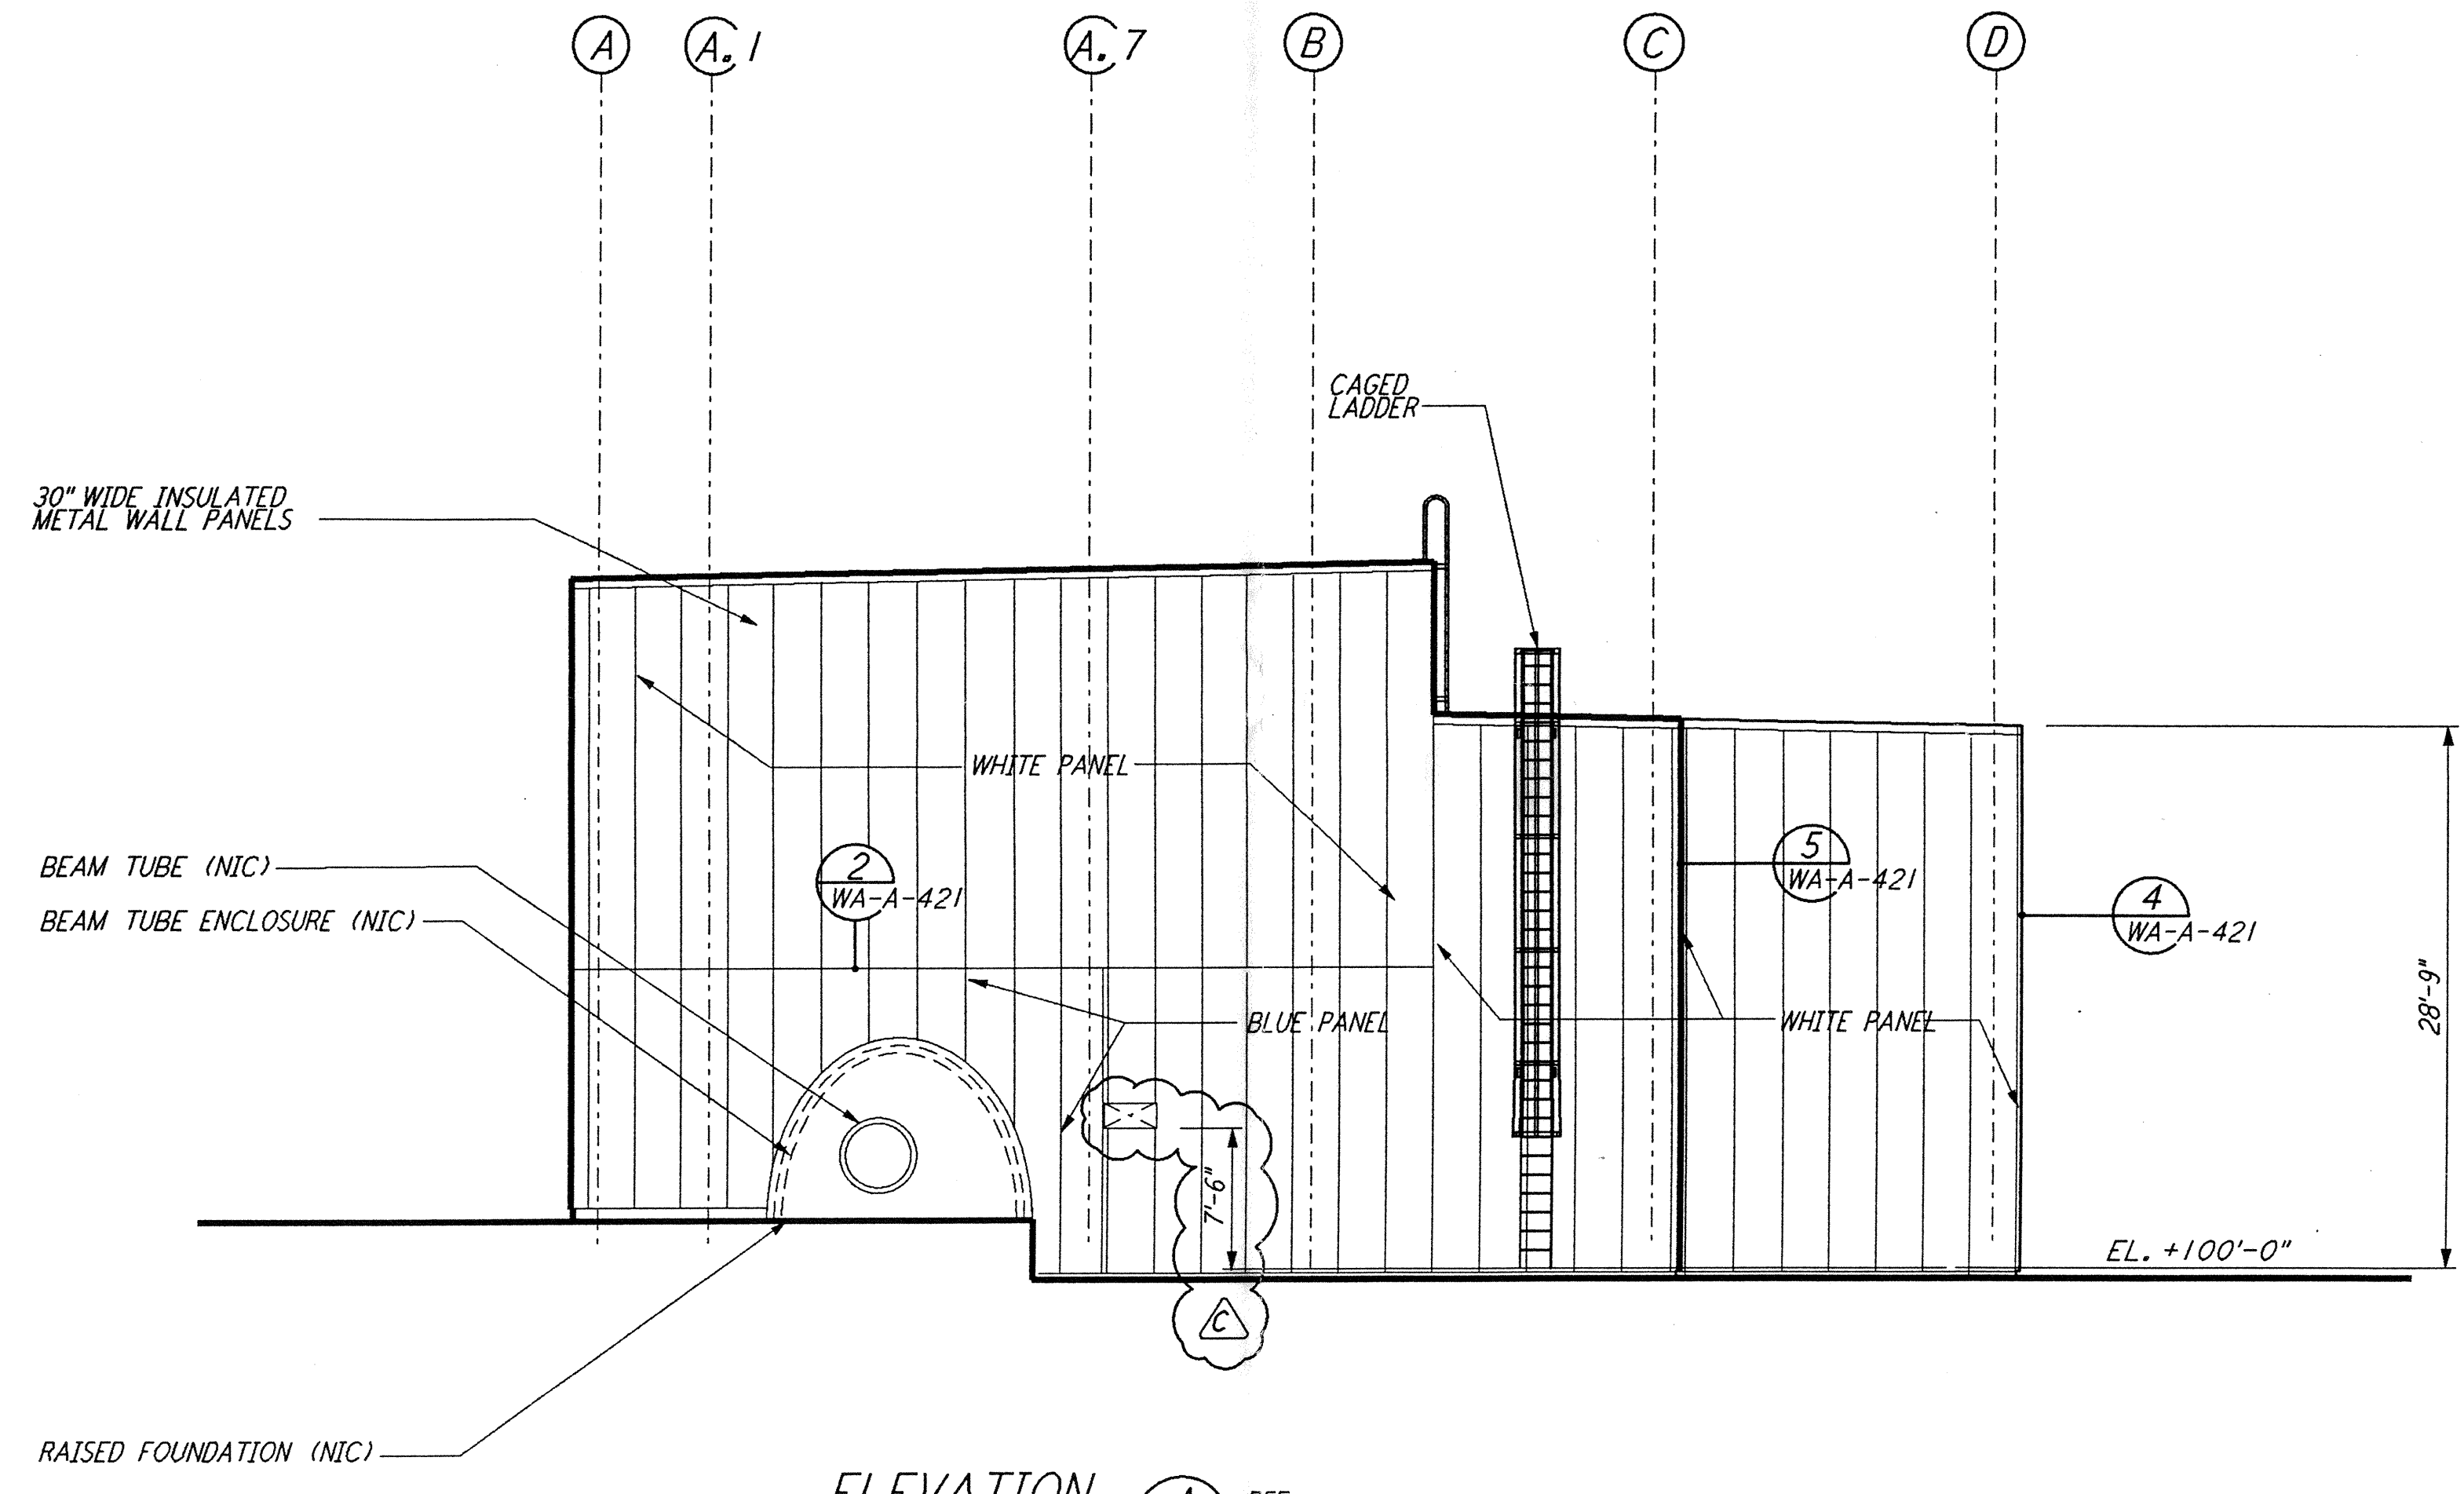 A
A.1
A.7
B
C
D
CAGED
LADDER
30" WIDE INSULATED
METAL WALL PANELS
WHITE PANEL
BEAM TUBE (NIC)
2
WA-A-421
5
WA-A-421
BEAM TUBE ENCLOSURE (NIC)
4
WA-A-421
28'-9"
BLUE PANEL
WHITE PANEL
7'-6"
EL. +100'-0"
C
RAISED FOUNDATION (NIC)
ELEVATION